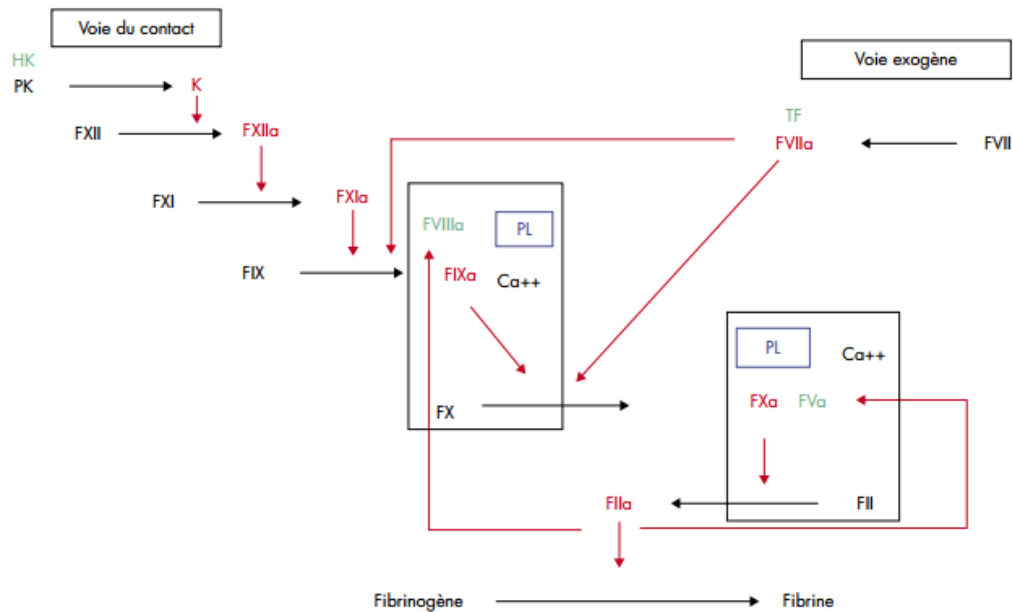 Voie du contact
Voie exogène
HK
PK
K
FXII
FXIIa
TF
FVIIa
FVII
FXI
FXIa
FVIIIa
PL
FIX
FIXa
Ca++
PL
Ca++
FX
FXa
FVa
FIIa
FII
Fibrinogène
Fibrine